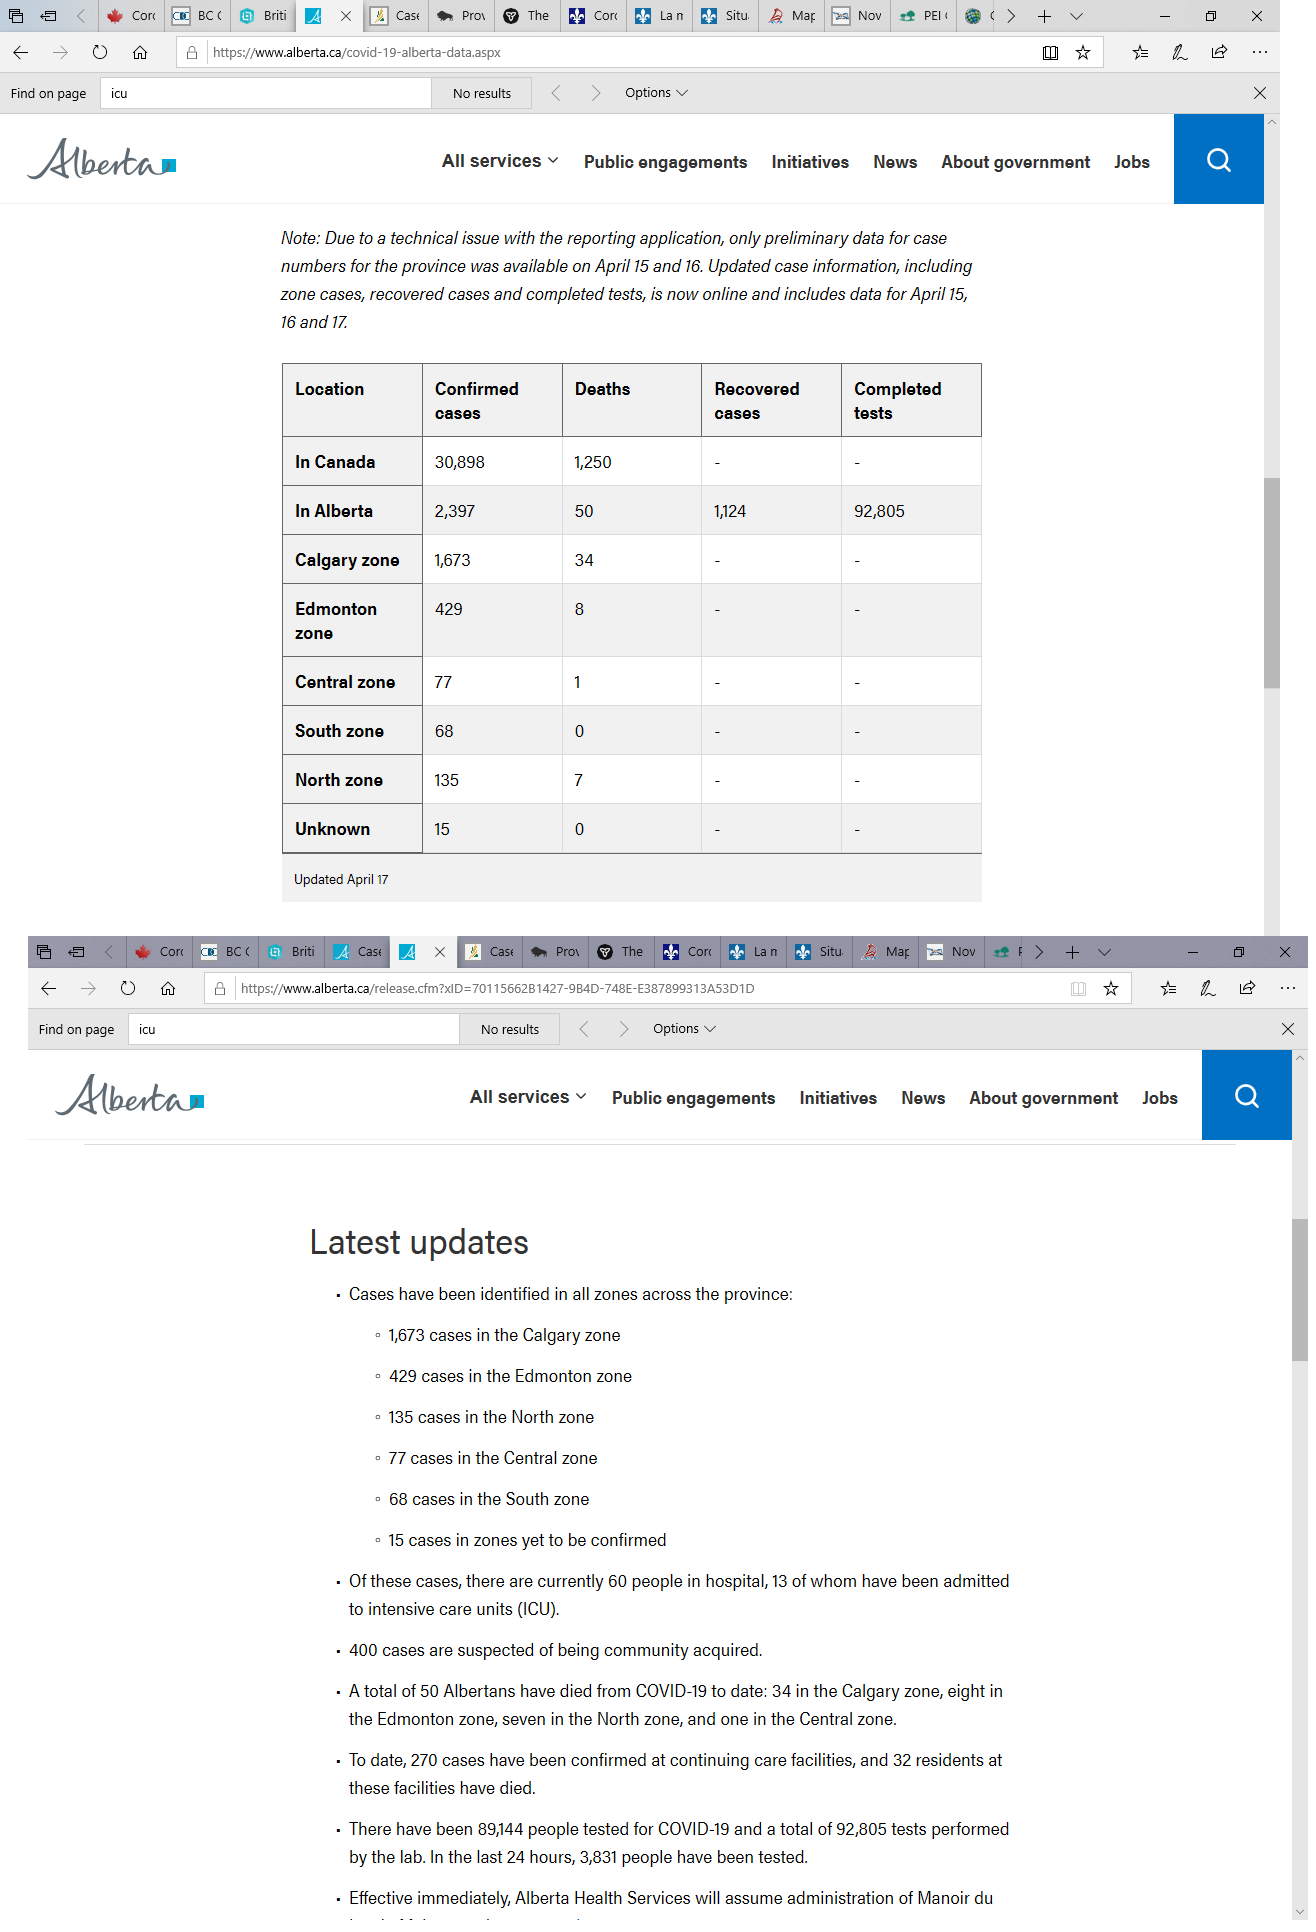 Corc BC C Briti Case Prov The Corc La m Situ Map Nov PEI
https://www.alberta.ca/covid-19-alberta-data.aspx
Find on page icu No results Options
Alberta All services Public engagements Initiatives News About government Jobs
Note: Due to a technical issue with the reporting application, only preliminary data for case
numbers for the province was available on April 15 and 16. Updated case information, including
zone cases, recovered cases and completed tests, is now online and includes data for April 15,
16 and 17.
Location Confirmed cases Deaths Recovered cases Completed tests
In Canada 30,898 1,250 - -
In Alberta 2,397 50 1,124 92,805
Calgary zone 1,673 34 - -
Edmonton zone 429 8 - -
Central zone 77 1 - -
South zone 68 0 - -
North zone 135 7 - -
Unknown 15 0 - -
Updated April 17
Corc BC C Briti Case Case Prov The Corc La m Situ Map Nov
https://www.alberta.ca/release.cfm?xID=70115662B1427-9B4D-748E-E387899313A53D1D
Find on page icu No results Options
Alberta All services Public engagements Initiatives News About government Jobs
Latest updates
▪ Cases have been identified in all zones across the province:
◦ 1,673 cases in the Calgary zone
◦ 429 cases in the Edmonton zone
◦ 135 cases in the North zone
◦ 77 cases in the Central zone
◦ 68 cases in the South zone
◦ 15 cases in zones yet to be confirmed
▪ Of these cases, there are currently 60 people in hospital, 13 of whom have been admitted
to intensive care units (ICU).
▪ 400 cases are suspected of being community acquired.
▪ A total of 50 Albertans have died from COVID-19 to date: 34 in the Calgary zone, eight in
the Edmonton zone, seven in the North zone, and one in the Central zone.
▪ To date, 270 cases have been confirmed at continuing care facilities, and 32 residents at
these facilities have died.
▪ There have been 89,144 people tested for COVID-19 and a total of 92,805 tests performed
by the lab. In the last 24 hours, 3,831 people have been tested.
▪ Effective immediately, Alberta Health Services will assume administration of Manoir du